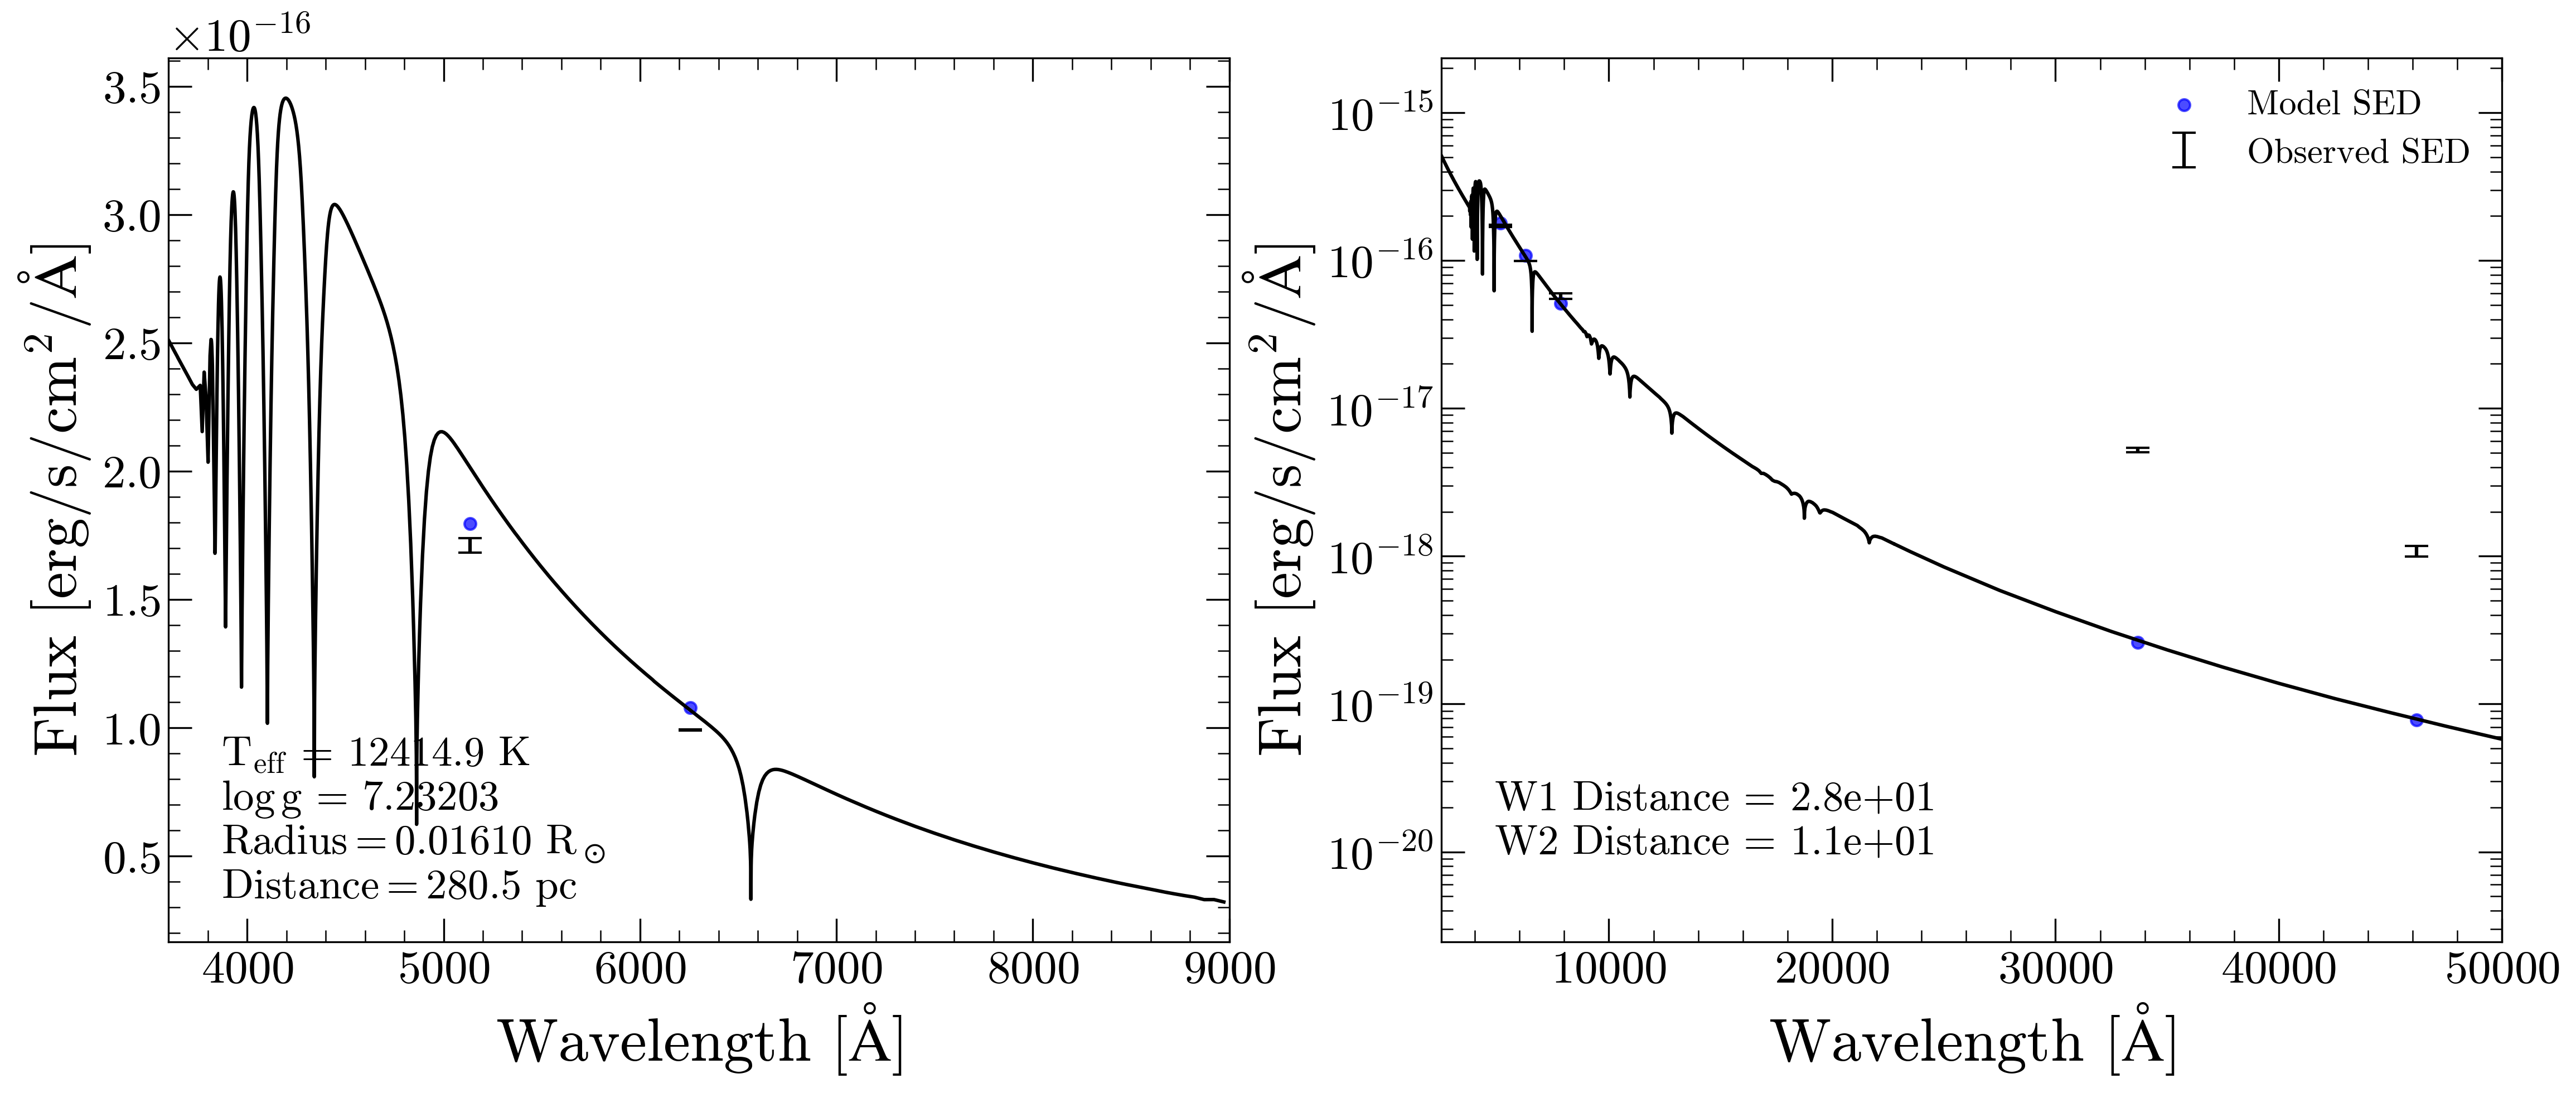 ×10⁻¹⁶
3.5
3.0
2.5
2.0
1.5
1.0
0.5
Flux [erg/s/cm²/Å]
T_eff = 12414.9 K
log g = 7.23203
Radius = 0.01610 R_⊙
Distance = 280.5 pc
4000 5000 6000 7000 8000 9000
Wavelength [Å]
10⁻¹⁵
10⁻¹⁶
10⁻¹⁷
10⁻¹⁸
10⁻¹⁹
10⁻²⁰
Flux [erg/s/cm²/Å]
Model SED
Observed SED
W1 Distance = 2.8e+01
W2 Distance = 1.1e+01
10000 20000 30000 40000 50000
Wavelength [Å]